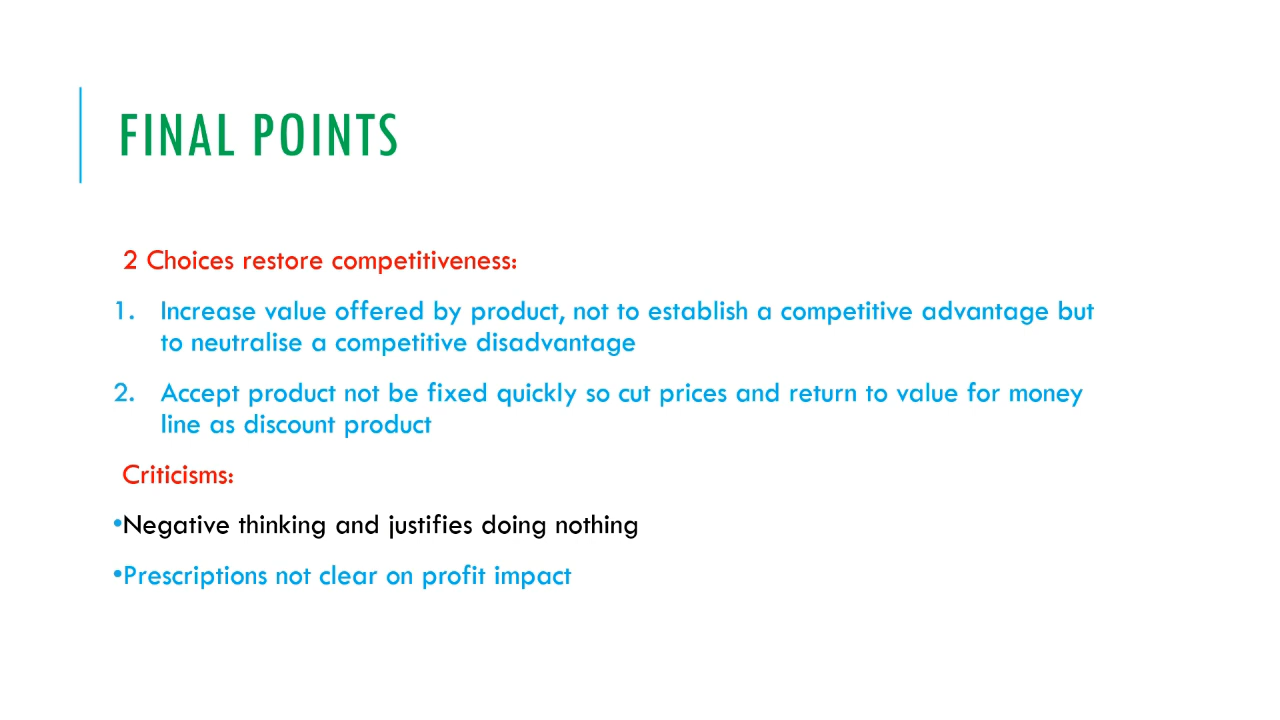 FINAL POINTS
2 Choices restore competitiveness:
1. Increase value offered by product, not to establish a competitive advantage but
to neutralise a competitive disadvantage
2. Accept product not be fixed quickly so cut prices and return to value for money
line as discount product
Criticisms:
•Negative thinking and justifies doing nothing
•Prescriptions not clear on profit impact